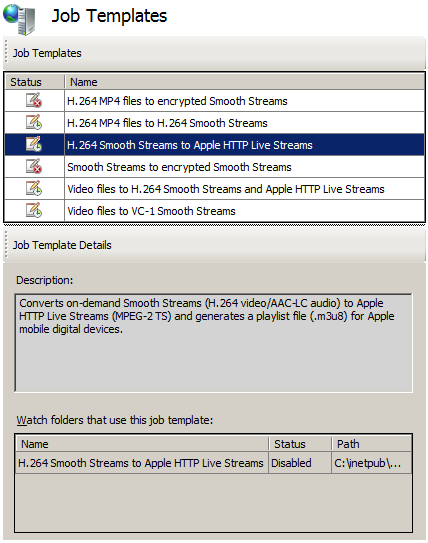 Job Templates
Job Templates
Status Name
H.264 MP4 files to encrypted Smooth Streams
H.264 MP4 files to H.264 Smooth Streams
H.264 Smooth Streams to Apple HTTP Live Streams
Smooth Streams to encrypted Smooth Streams
Video files to H.264 Smooth Streams and Apple HTTP Live Streams
Video files to VC-1 Smooth Streams
Job Template Details
Description:
Converts on-demand Smooth Streams (H.264 video/AAC-LC audio) to Apple
HTTP Live Streams (MPEG-2 TS) and generates a playlist file (.m3u8) for Apple
mobile digital devices.
Watch folders that use this job template:
Name Status Path
H.264 Smooth Streams to Apple HTTP Live Streams Disabled C:\inetpub\...